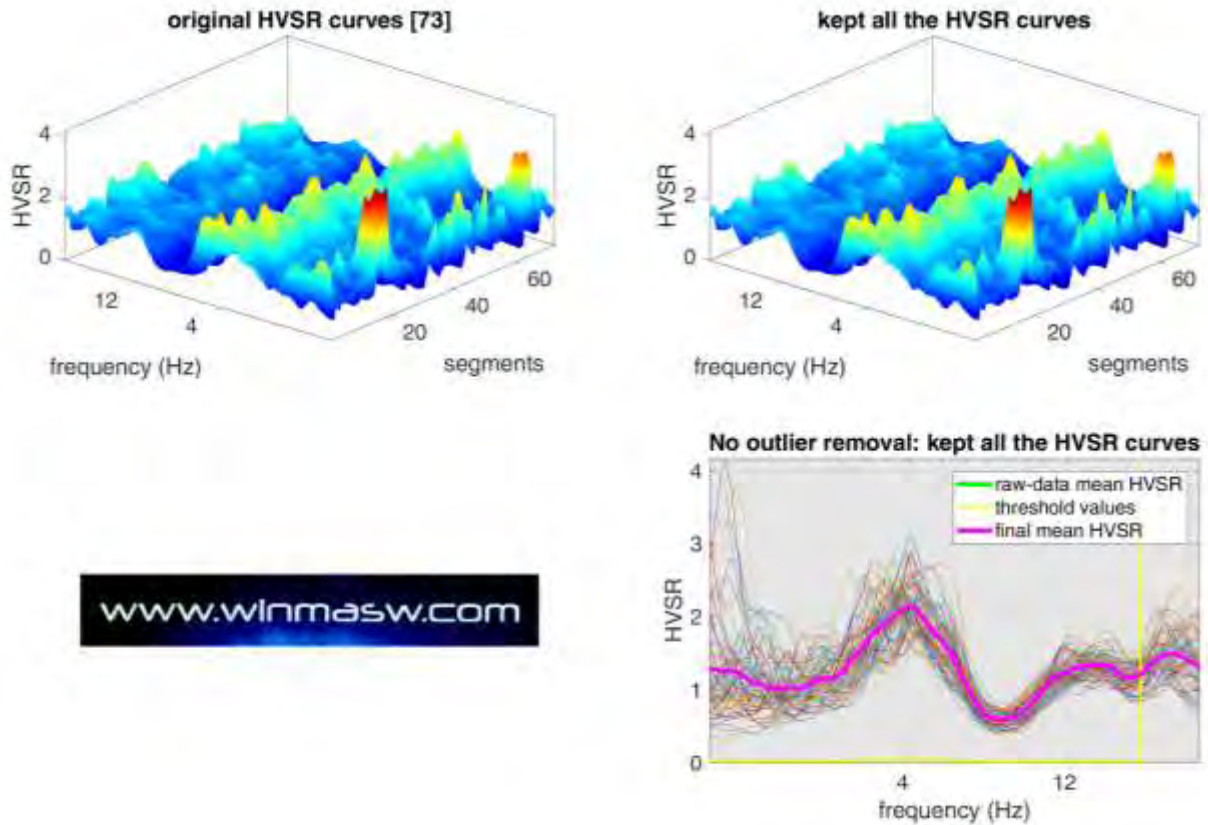 original HVSR curves [73]
4
2
0
HVSR
12
4
frequency (Hz)
20
40
60
segments
kept all the HVSR curves
4
2
0
HVSR
12
4
frequency (Hz)
20
40
60
segments
www.winmasw.com
No outlier removal: kept all the HVSR curves
4
3
2
1
0
HVSR
raw-data mean HVSR
threshold values
final mean HVSR
4
12
frequency (Hz)